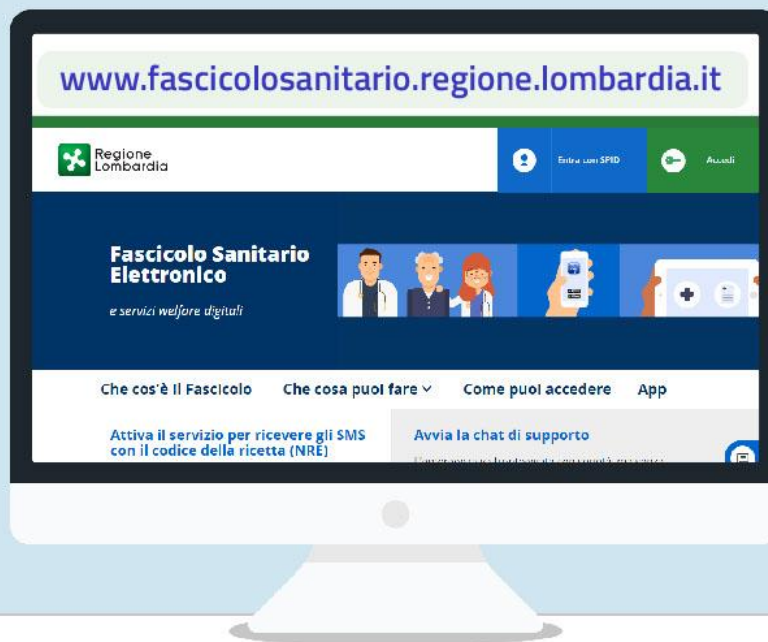 www.fascicolosanitario.regione.lombardia.it
Regione
Lombardia
Entra con SPID
Accedi
Fascicolo Sanitario
Elettronico
e servizi welfare digitali
Che cos'è il Fascicolo
Che cosa puoi fare
Come puoi accedere
App
Attiva il servizio per ricevere gli SMS
con il codice della ricetta (NRE)
Avvia la chat di supporto